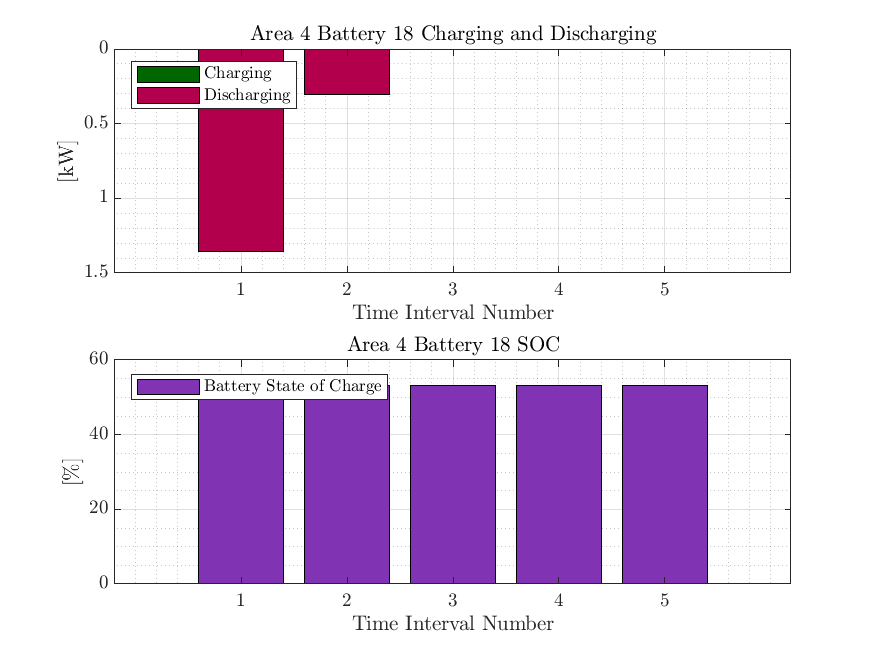 Area 4 Battery 18 Charging and Discharging
0
Charging
Discharging
0.5
[kW]
1
1.5
1 2 3 4 5
Time Interval Number
Area 4 Battery 18 SOC
60
Battery State of Charge
40
[%]
20
0
1 2 3 4 5
Time Interval Number